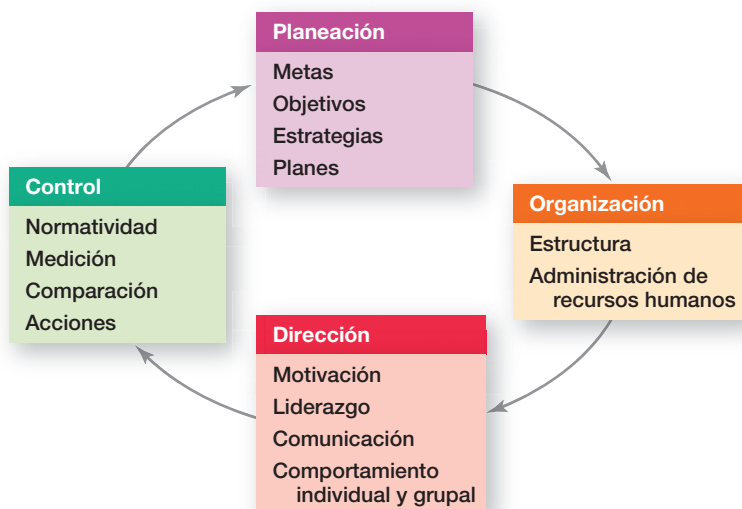 Planeación
Metas
Objetivos
Estrategias
Planes
Organización
Estructura
Administración de
recursos humanos
Dirección
Motivación
Liderazgo
Comunicación
Comportamiento
individual y grupal
Control
Normatividad
Medición
Comparación
Acciones